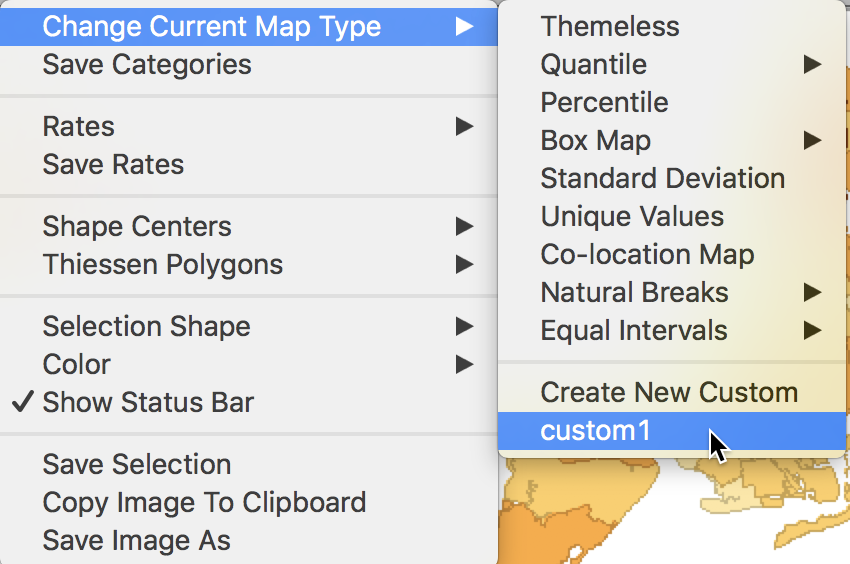 Change Current Map Type
Save Categories
Rates
Save Rates
Shape Centers
Thiessen Polygons
Selection Shape
Color
Show Status Bar
Save Selection
Copy Image To Clipboard
Save Image As
Themeless
Quantile
Percentile
Box Map
Standard Deviation
Unique Values
Co-location Map
Natural Breaks
Equal Intervals
Create New Custom
custom1